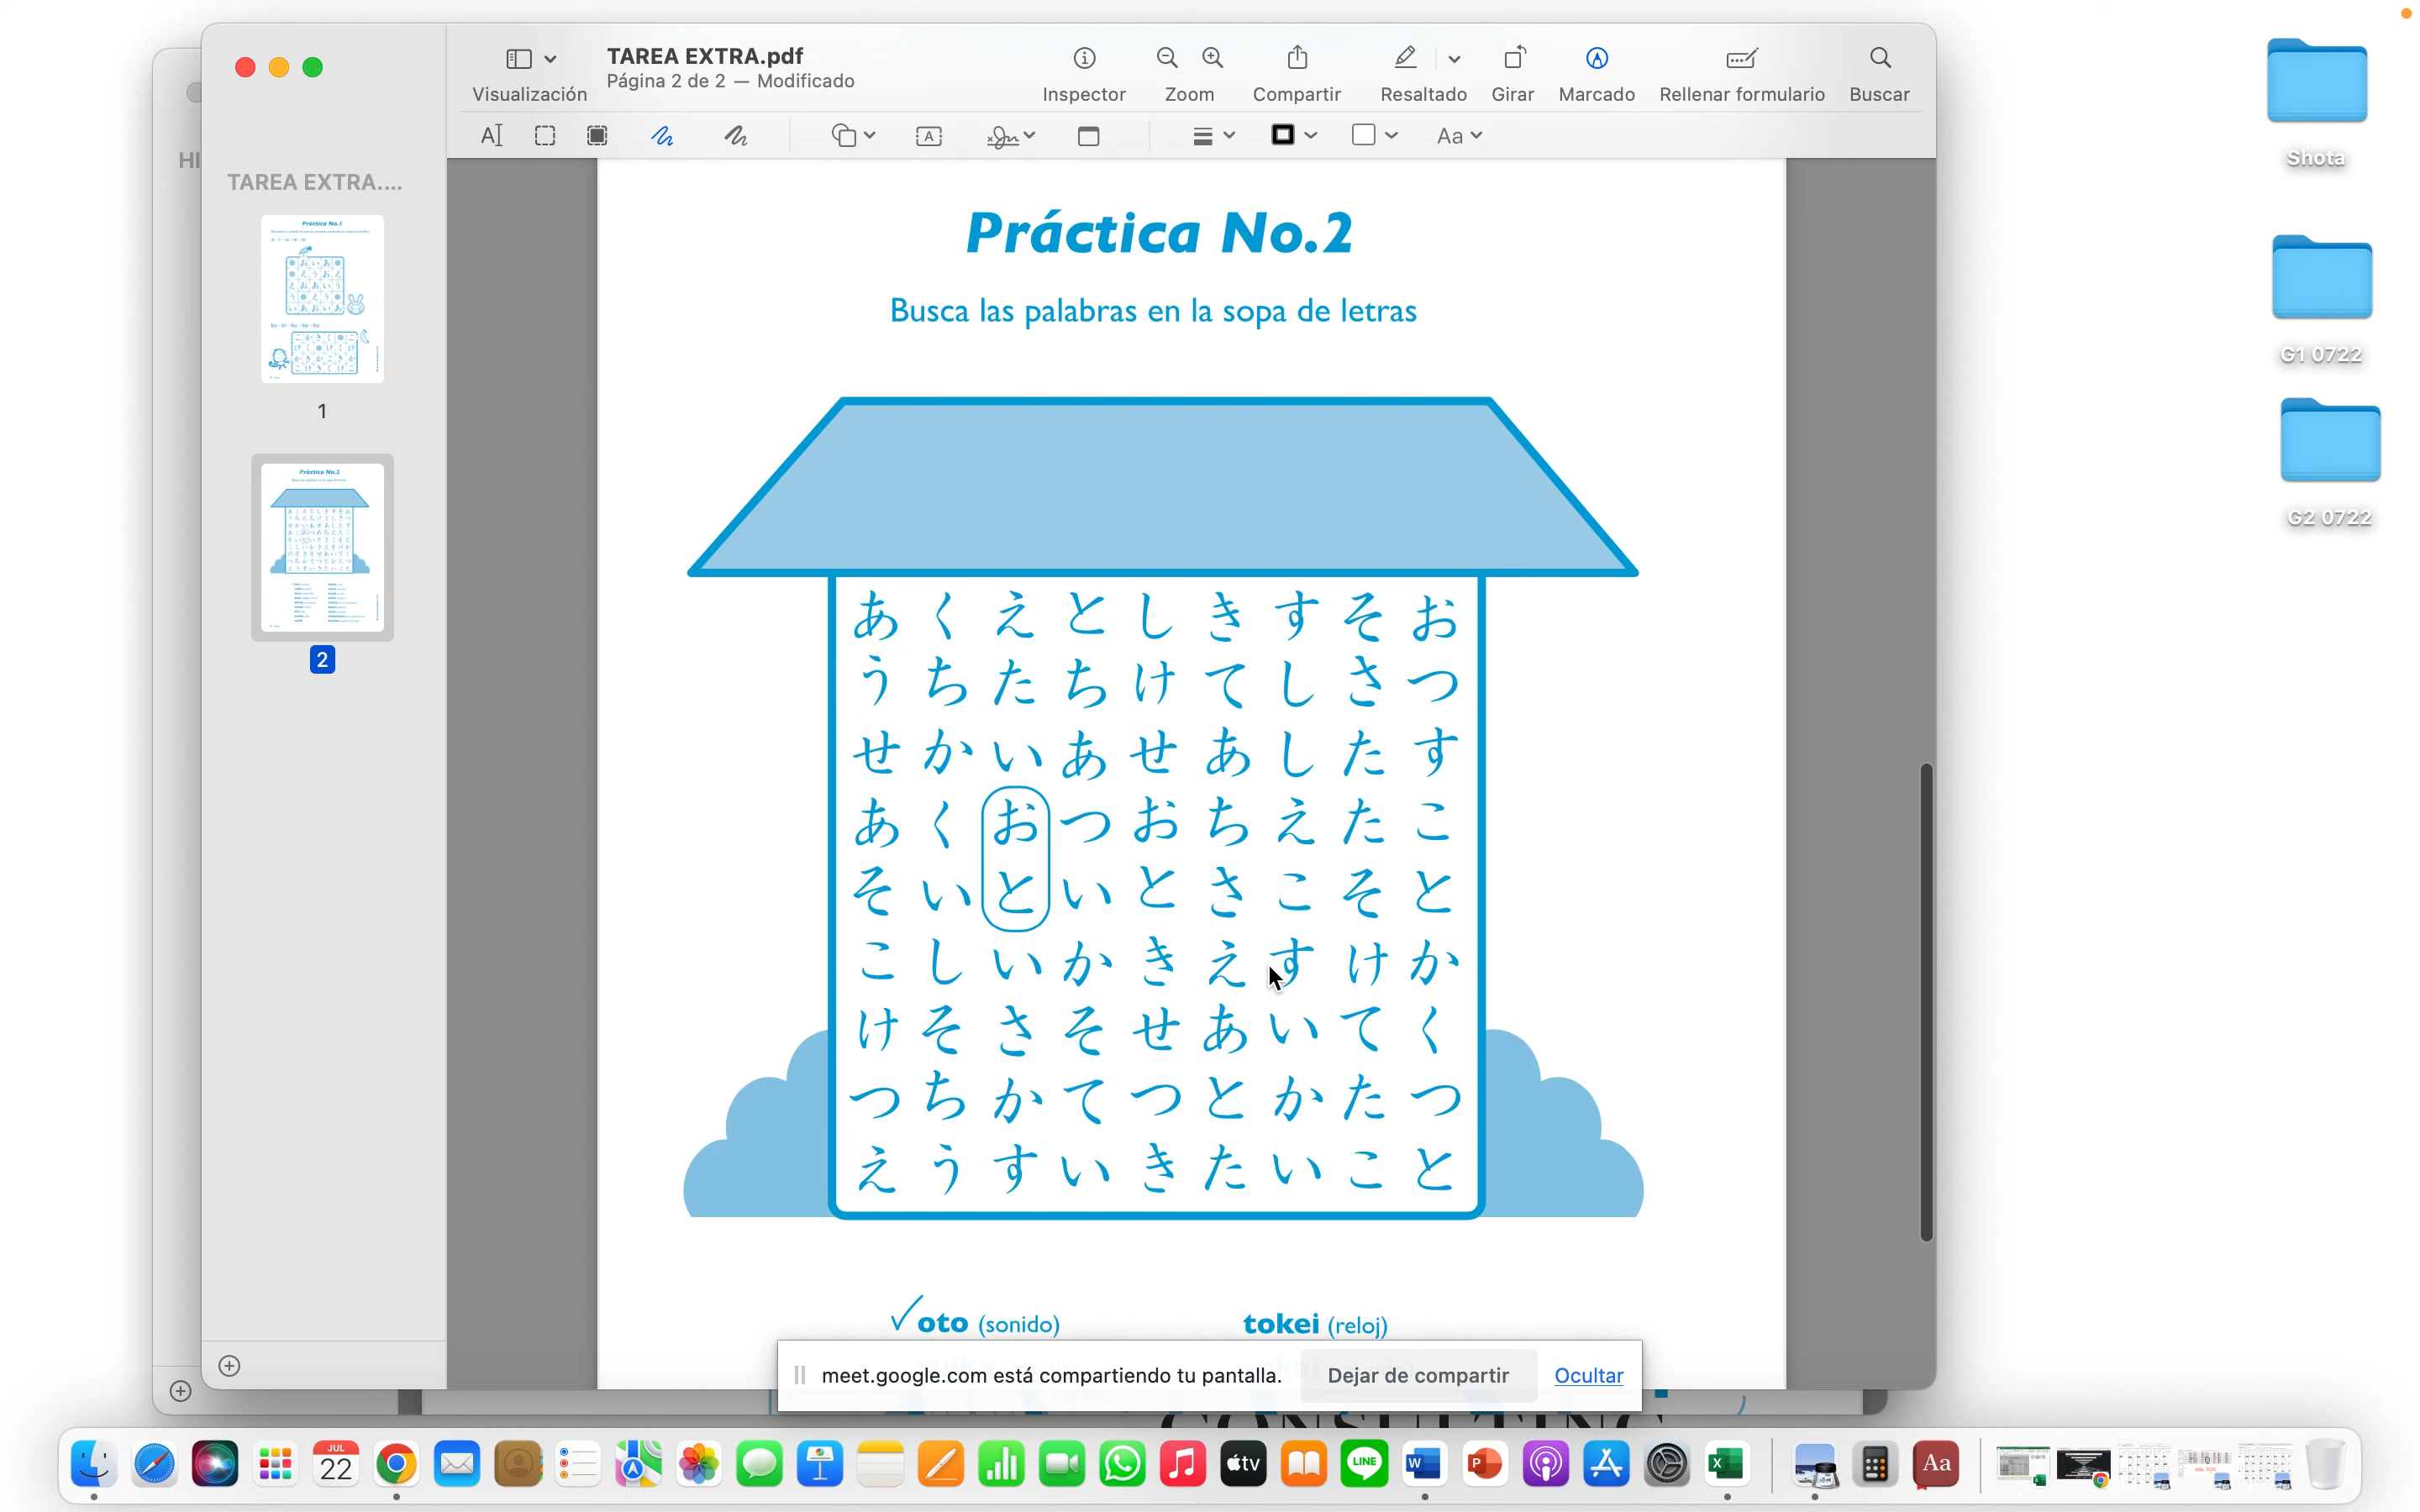 TAREA EXTRA.pdf
Página 2 de 2 — Modificado
Visualización
Inspector
Zoom
Compartir
Resaltado
Girar
Marcado
Rellenar formulario
Buscar
HI
TAREA EXTRA....
1
2
Práctica No.2
Busca las palabras en la sopa de letras
あ く え と し き す そ お
う ち た ち け て し さ つ
せ か い あ せ あ し た す
あ く お つ お ち え た こ
そ い と い と さ こ そ と
こ し い か き え す け か
け そ さ そ せ あ い て く
つ ち か て つ と か た つ
え う す い き た い こ と
oto (sonido)
tokei (reloj)
meet.google.com está compartiendo tu pantalla.
Dejar de compartir
Ocultar
Shota
G1 0722
G2 0722
CONSULTING
JUL
22
tv
LINE
W
P
X
Aa